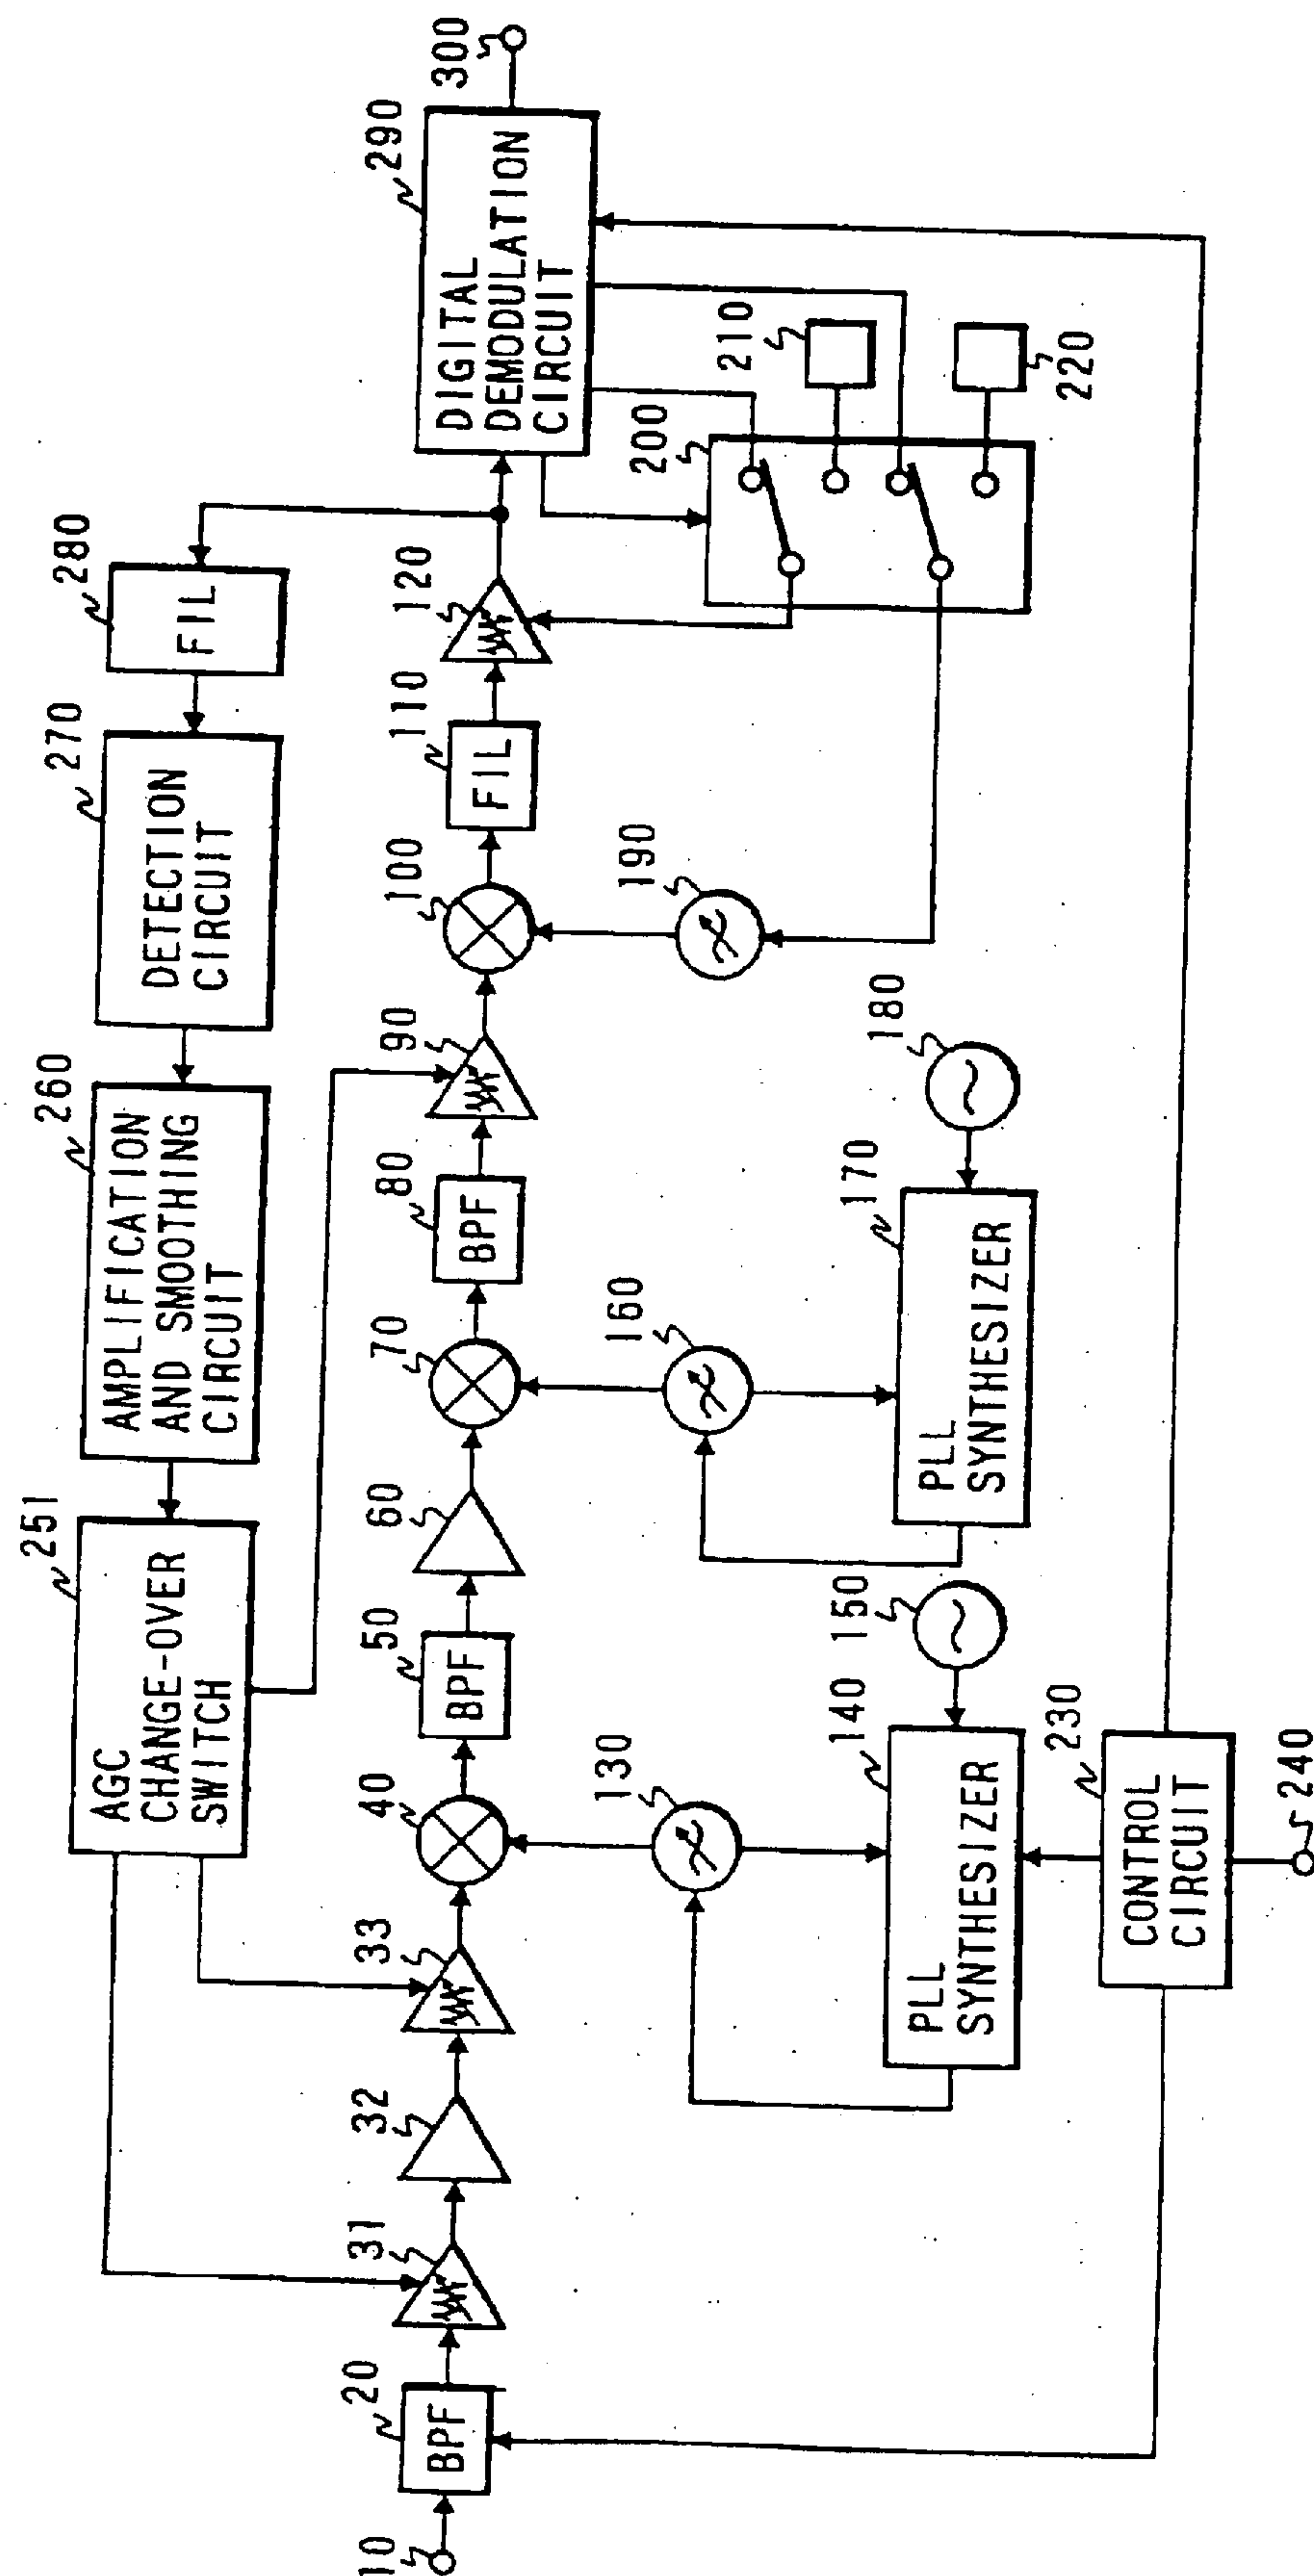 251
AGC
CHANGE-OVER
SWITCH
260
AMPLIFICATION
AND SMOOTHING
CIRCUIT
270
DETECTION
CIRCUIT
280
FIL
10
20
BPF
31
32
33
40
50
BPF
60
70
80
BPF
90
100
110
FIL
120
290
DIGITAL
DEMODULATION
CIRCUIT
300
130
160
190
200
210
220
140
PLL
SYNTHESIZER
150
170
PLL
SYNTHESIZER
180
230
CONTROL
CIRCUIT
240